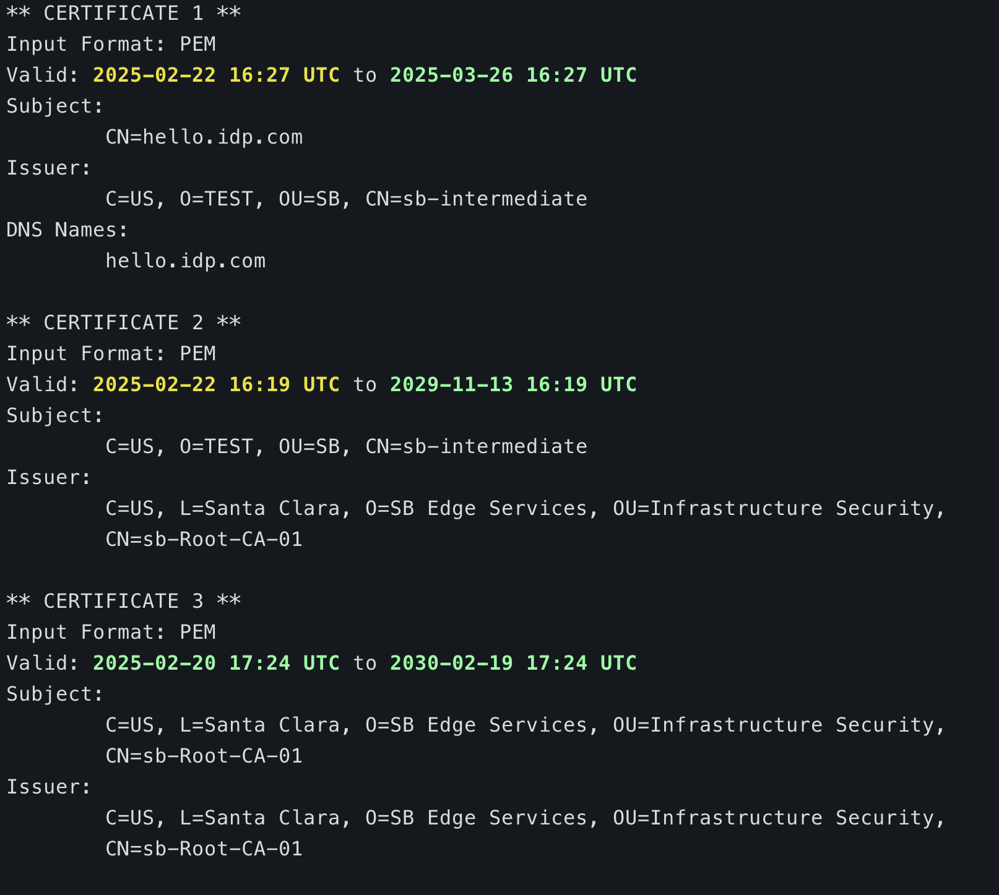 ** CERTIFICATE 1 **
Input Format: PEM
Valid: 2025-02-22 16:27 UTC to 2025-03-26 16:27 UTC
Subject:
CN=hello.idp.com
Issuer:
C=US, O=TEST, OU=SB, CN=sb-intermediate
DNS Names:
hello.idp.com
** CERTIFICATE 2 **
Input Format: PEM
Valid: 2025-02-22 16:19 UTC to 2029-11-13 16:19 UTC
Subject:
C=US, O=TEST, OU=SB, CN=sb-intermediate
Issuer:
C=US, L=Santa Clara, O=SB Edge Services, OU=Infrastructure Security,
CN=sb-Root-CA-01
** CERTIFICATE 3 **
Input Format: PEM
Valid: 2025-02-20 17:24 UTC to 2030-02-19 17:24 UTC
Subject:
C=US, L=Santa Clara, O=SB Edge Services, OU=Infrastructure Security,
CN=sb-Root-CA-01
Issuer:
C=US, L=Santa Clara, O=SB Edge Services, OU=Infrastructure Security,
CN=sb-Root-CA-01